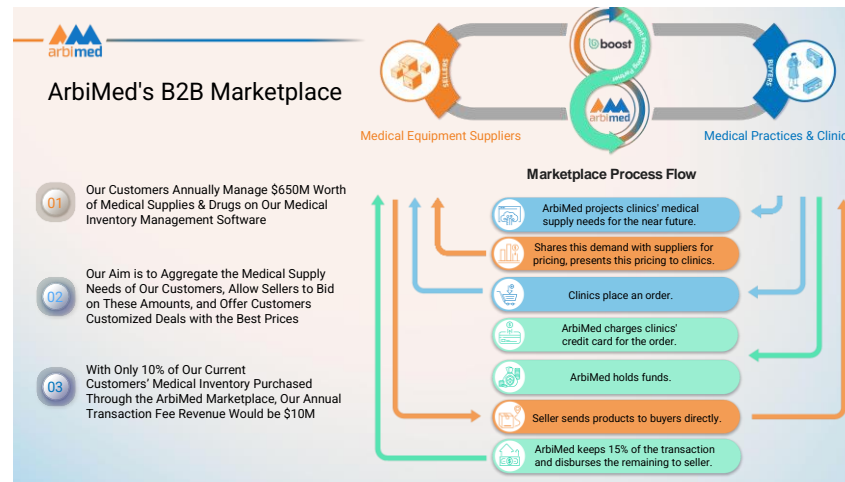 arbimed
ArbiMed's B2B Marketplace
01
Our Customers Annually Manage $650M Worth
of Medical Supplies & Drugs on Our Medical
Inventory Management Software
02
Our Aim is to Aggregate the Medical Supply
Needs of Our Customers, Allow Sellers to Bid
on These Amounts, and Offer Customers
Customized Deals with the Best Prices
03
With Only 10% of Our Current
Customers’ Medical Inventory Purchased
Through the ArbiMed Marketplace, Our Annual
Transaction Fee Revenue Would be $10M
SELLERS
boost
Payment Processing Partner
arbimed
BUYERS
Medical Equipment Suppliers
Medical Practices & Clinic
Marketplace Process Flow
ArbiMed projects clinics' medical
supply needs for the near future.
Shares this demand with suppliers for
pricing, presents this pricing to clinics.
Clinics place an order.
ArbiMed charges clinics'
credit card for the order.
ArbiMed holds funds.
Seller sends products to buyers directly.
ArbiMed keeps 15% of the transaction
and disburses the remaining to seller.